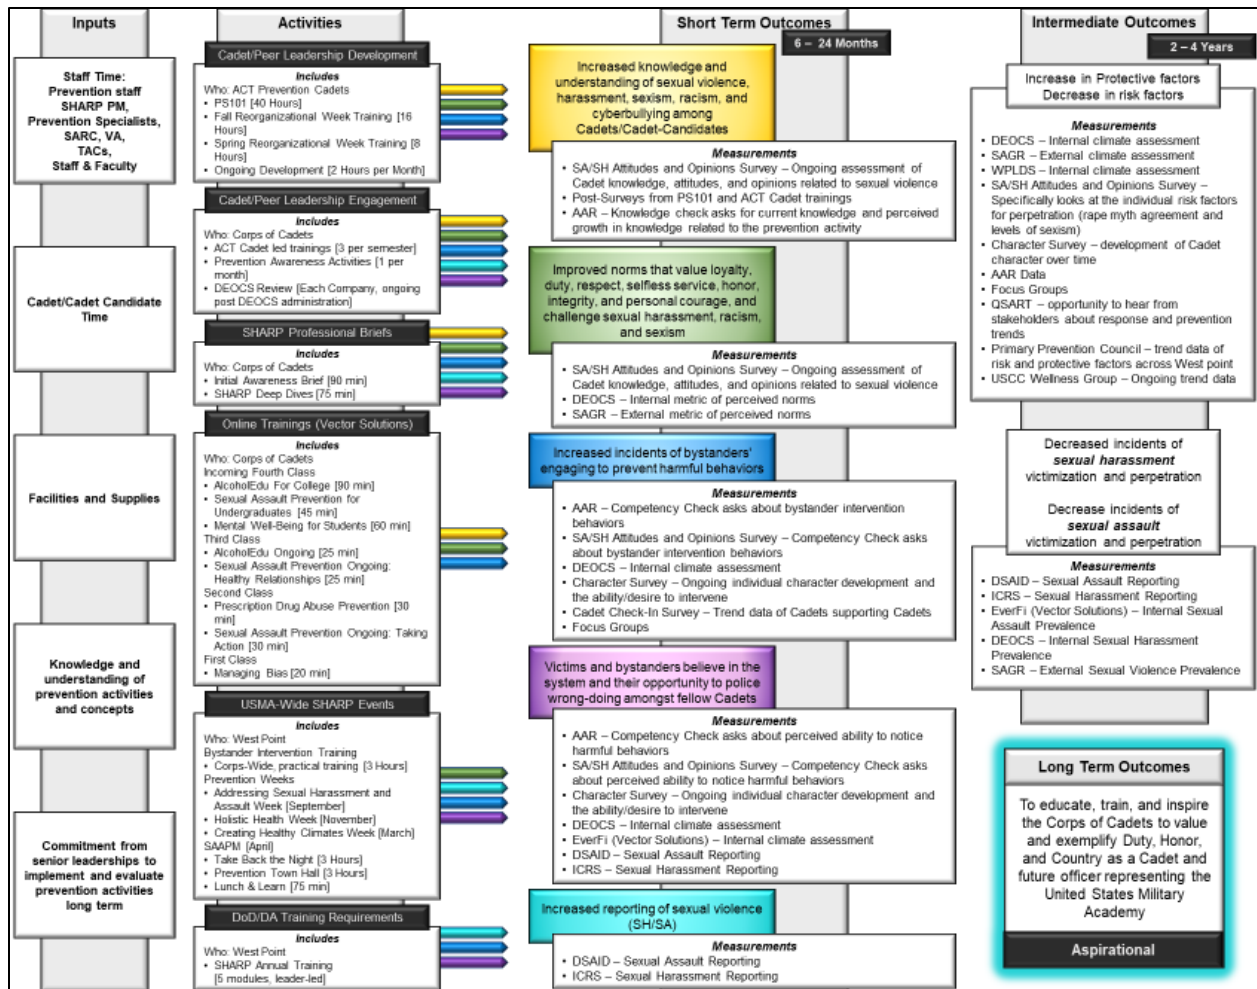 Inputs
Staff Time:
Prevention staff
SHARP PM,
Prevention Specialists,
SARC, VA,
TACs,
Staff & Faculty
Cadet/Cadet Candidate
Time
Facilities and Supplies
Knowledge and
understanding of
prevention activities
and concepts
Commitment from
senior leaderships to
implement and evaluate
prevention activities
long term
Activities
Cadet/Peer Leadership Development
Includes
Who: ACT Prevention Cadets
• PS101 [40 Hours]
• Fall Reorganizational Week Training [16
Hours]
• Spring Reorganizational Week Training [8
Hours]
• Ongoing Development [2 Hours per Month]
Cadet/Peer Leadership Engagement
Includes
Who: Corps of Cadets
• ACT Cadet led trainings [3 per semester]
• Prevention Awareness Activities [1 per
month]
• DEOCS Review [Each Company, ongoing
post DEOCS administration]
SHARP Professional Briefs
Includes
Who: Corps of Cadets
• Initial Awareness Brief [90 min]
• SHARP Deep Dives [75 min]
Online Trainings (Vector Solutions)
Includes
Who: Corps of Cadets
Incoming Fourth Class
• AlcoholEdu For College [90 min]
• Sexual Assault Prevention for
Undergraduates [45 min]
• Mental Well-Being for Students [60 min]
Third Class
• AlcoholEdu Ongoing [25 min]
• Sexual Assault Prevention Ongoing:
Healthy Relationships [25 min]
Second Class
• Prescription Drug Abuse Prevention [30
min]
• Sexual Assault Prevention Ongoing: Taking
Action [30 min]
First Class
• Managing Bias [20 min]
USMA-Wide SHARP Events
Includes
Who: West Point
Bystander Intervention Training
• Corps-Wide, practical training [3 Hours]
Prevention Weeks
• Addressing Sexual Harassment and
Assault Week [September]
• Holistic Health Week [November]
• Creating Healthy Climates Week [March]
SAAPM [April]
• Take Back the Night [3 Hours]
• Prevention Town Hall [3 Hours]
• Lunch & Learn [75 min]
DoD/DA Training Requirements
Includes
Who: West Point
• SHARP Annual Training
[5 modules, leader-led]
Short Term Outcomes
6 – 24 Months
Increased knowledge and
understanding of sexual violence,
harassment, sexism, racism, and
cyberbullying among
Cadets/Cadet-Candidates
Measurements
• SA/SH Attitudes and Opinions Survey – Ongoing assessment of
Cadet knowledge, attitudes, and opinions related to sexual violence
• Post-Surveys from PS101 and ACT Cadet trainings
• AAR – Knowledge check asks for current knowledge and perceived
growth in knowledge related to the prevention activity
Improved norms that value loyalty,
duty, respect, selfless service, honor,
integrity, and personal courage, and
challenge sexual harassment, racism,
and sexism
Measurements
• SA/SH Attitudes and Opinions Survey – Ongoing assessment of
Cadet knowledge, attitudes, and opinions related to sexual violence
• DEOCS – Internal metric of perceived norms
• SAGR – External metric of perceived norms
Increased incidents of bystanders'
engaging to prevent harmful behaviors
Measurements
• AAR – Competency Check asks about bystander intervention
behaviors
• SA/SH Attitudes and Opinions Survey – Competency Check asks
about bystander intervention behaviors
• DEOCS – Internal climate assessment
• Character Survey – Ongoing individual character development and
the ability/desire to intervene
• Cadet Check-In Survey – Trend data of Cadets supporting Cadets
• Focus Groups
Victims and bystanders believe in the
system and their opportunity to police
wrong-doing amongst fellow Cadets
Measurements
• AAR – Competency Check asks about perceived ability to notice
harmful behaviors
• SA/SH Attitudes and Opinions Survey – Competency Check asks
about perceived ability to notice harmful behaviors
• Character Survey – Ongoing individual character development and
the ability/desire to intervene
• DEOCS – Internal climate assessment
• EverFi (Vector Solutions) – Internal climate assessment
• DSAID – Sexual Assault Reporting
• ICRS – Sexual Harassment Reporting
Increased reporting of sexual violence
(SH/SA)
Measurements
• DSAID – Sexual Assault Reporting
• ICRS – Sexual Harassment Reporting
Intermediate Outcomes
2 – 4 Years
Increase in Protective factors
Decrease in risk factors
Measurements
• DEOCS – Internal climate assessment
• SAGR – External climate assessment
• WPLDS – Internal climate assessment
• SA/SH Attitudes and Opinions Survey –
Specifically looks at the individual risk factors
for perpetration (rape myth agreement and
levels of sexism)
• Character Survey – development of Cadet
character over time
• AAR Data
• Focus Groups
• QSART – opportunity to hear from
stakeholders about response and prevention
trends
• Primary Prevention Council – trend data of
risk and protective factors across West point
• USCC Wellness Group – Ongoing trend data
Decreased incidents of
sexual harassment
victimization and perpetration
Decrease incidents of
sexual assault
victimization and perpetration
Measurements
• DSAID – Sexual Assault Reporting
• ICRS – Sexual Harassment Reporting
• EverFi (Vector Solutions) – Internal Sexual
Assault Prevalence
• DEOCS – Internal Sexual Harassment
Prevalence
• SAGR – External Sexual Violence Prevalence
Long Term Outcomes
To educate, train, and inspire
the Corps of Cadets to value
and exemplify Duty, Honor,
and Country as a Cadet and
future officer representing the
United States Military
Academy
Aspirational